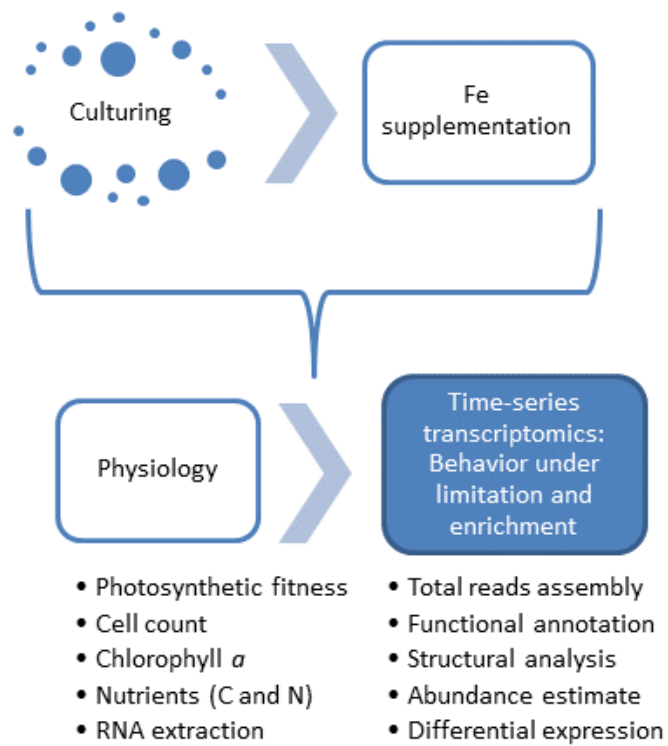 Culturing
Fe
supplementation
Physiology
Time-series
transcriptomics:
Behavior under
limitation and
enrichment
• Photosynthetic fitness
• Cell count
• Chlorophyll a
• Nutrients (C and N)
• RNA extraction
• Total reads assembly
• Functional annotation
• Structural analysis
• Abundance estimate
• Differential expression